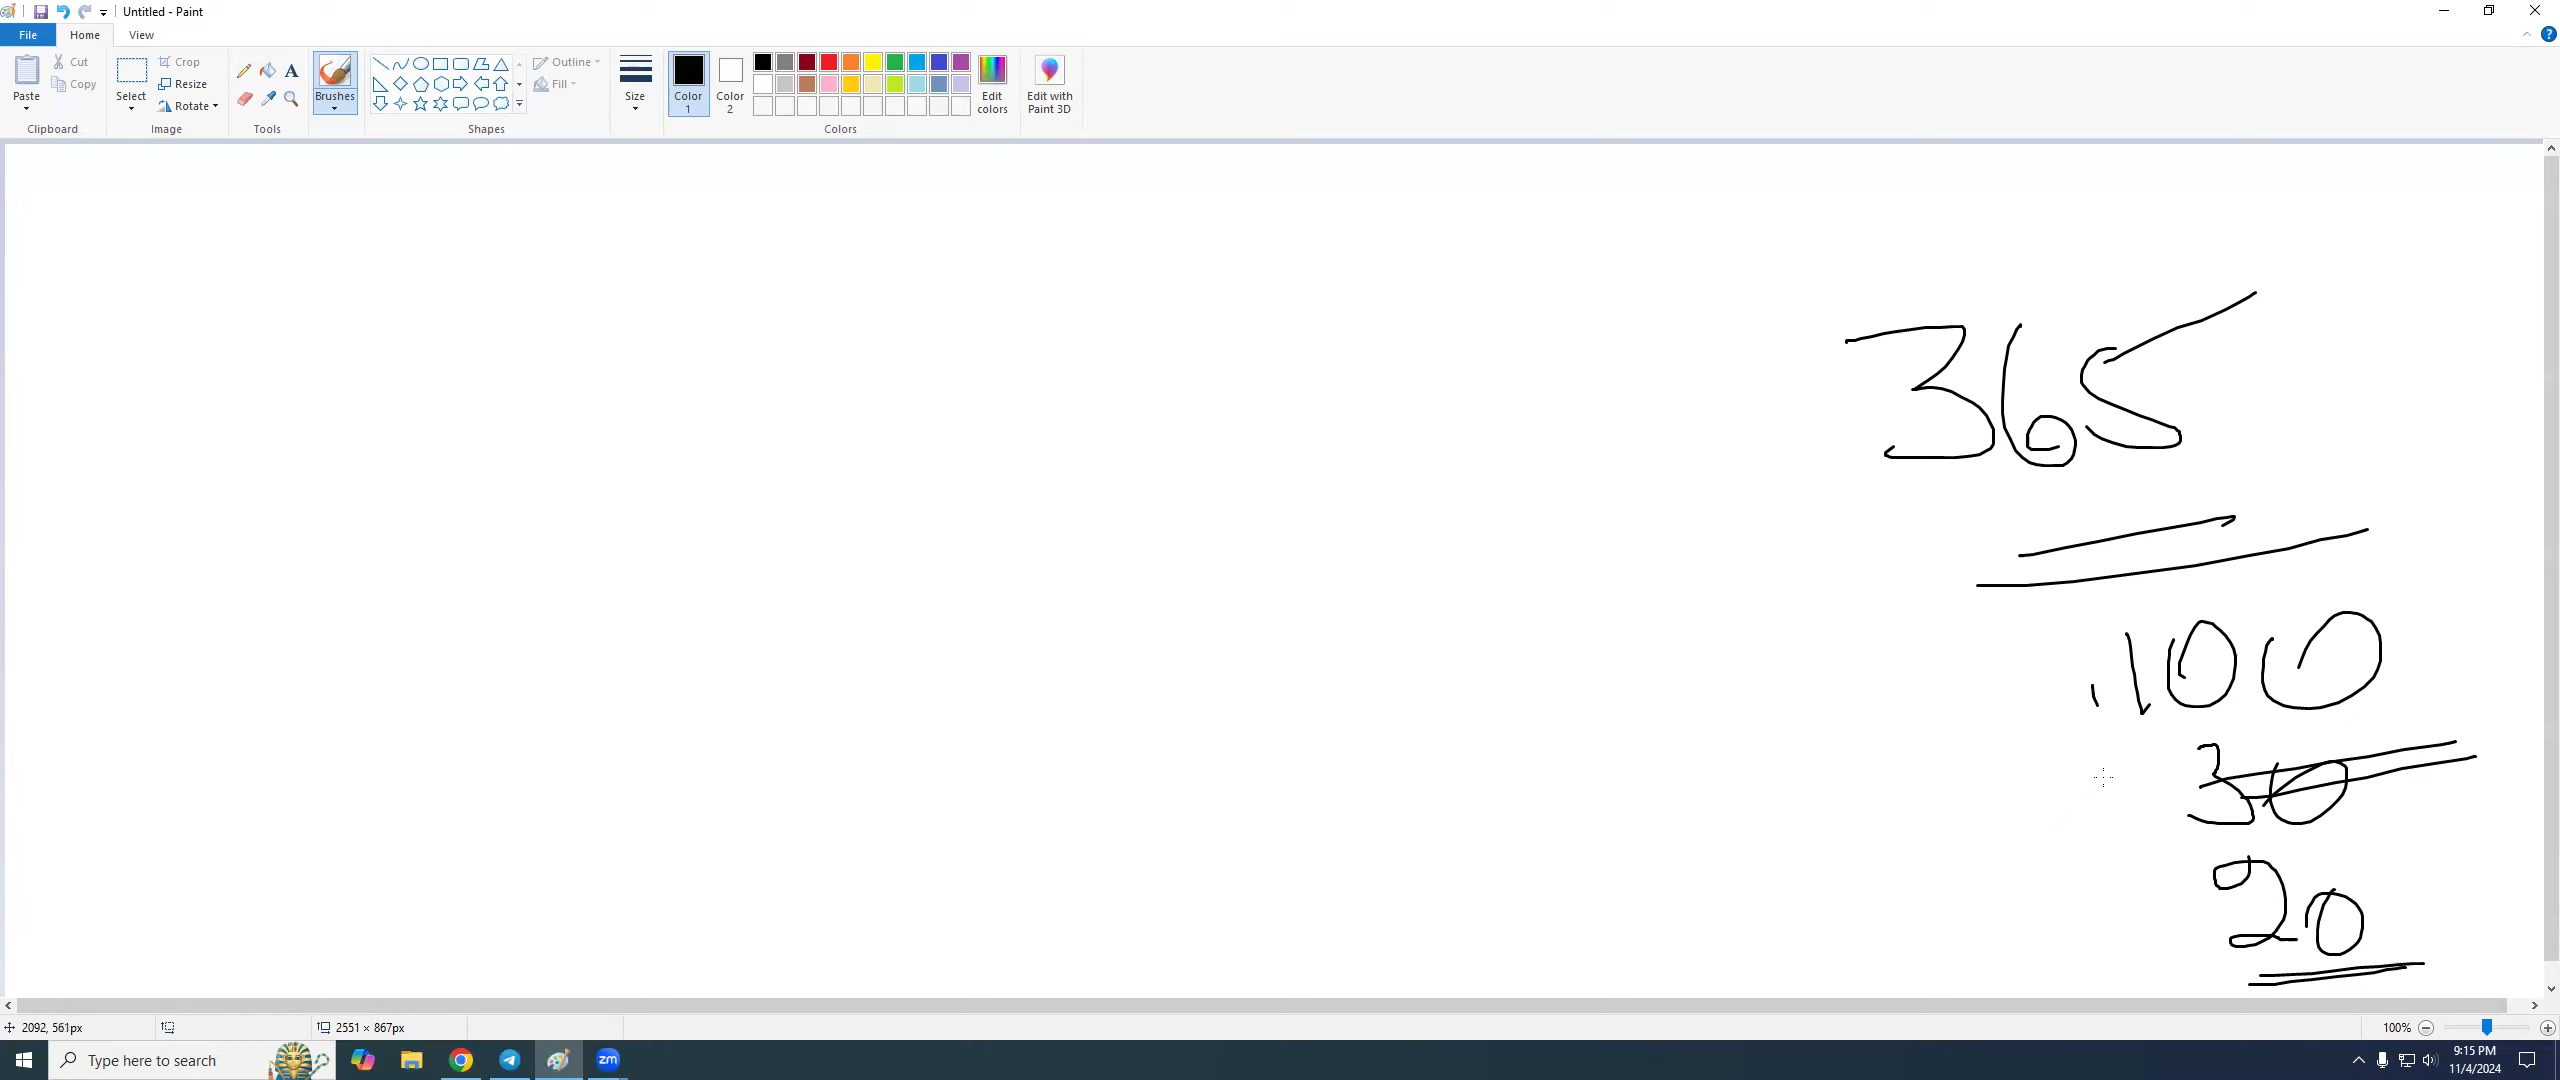 Untitled - Paint
File Home View
Paste Cut Copy Clipboard
Select Crop Resize Rotate Image
Tools
Brushes
Shapes Outline Fill
Size
Color 1
Color 2
Colors
Edit colors
Edit with Paint 3D
365
.100
30
20
2092, 561px
2551 × 867px
100%
Type here to search
zm
9:15 PM
11/4/2024